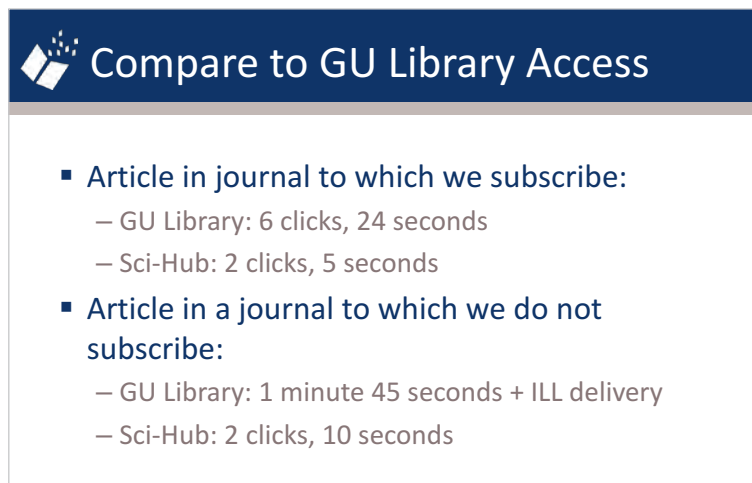 Compare to GU Library Access
▪ Article in journal to which we subscribe:
– GU Library: 6 clicks, 24 seconds
– Sci-Hub: 2 clicks, 5 seconds
▪ Article in a journal to which we do not
subscribe:
– GU Library: 1 minute 45 seconds + ILL delivery
– Sci-Hub: 2 clicks, 10 seconds